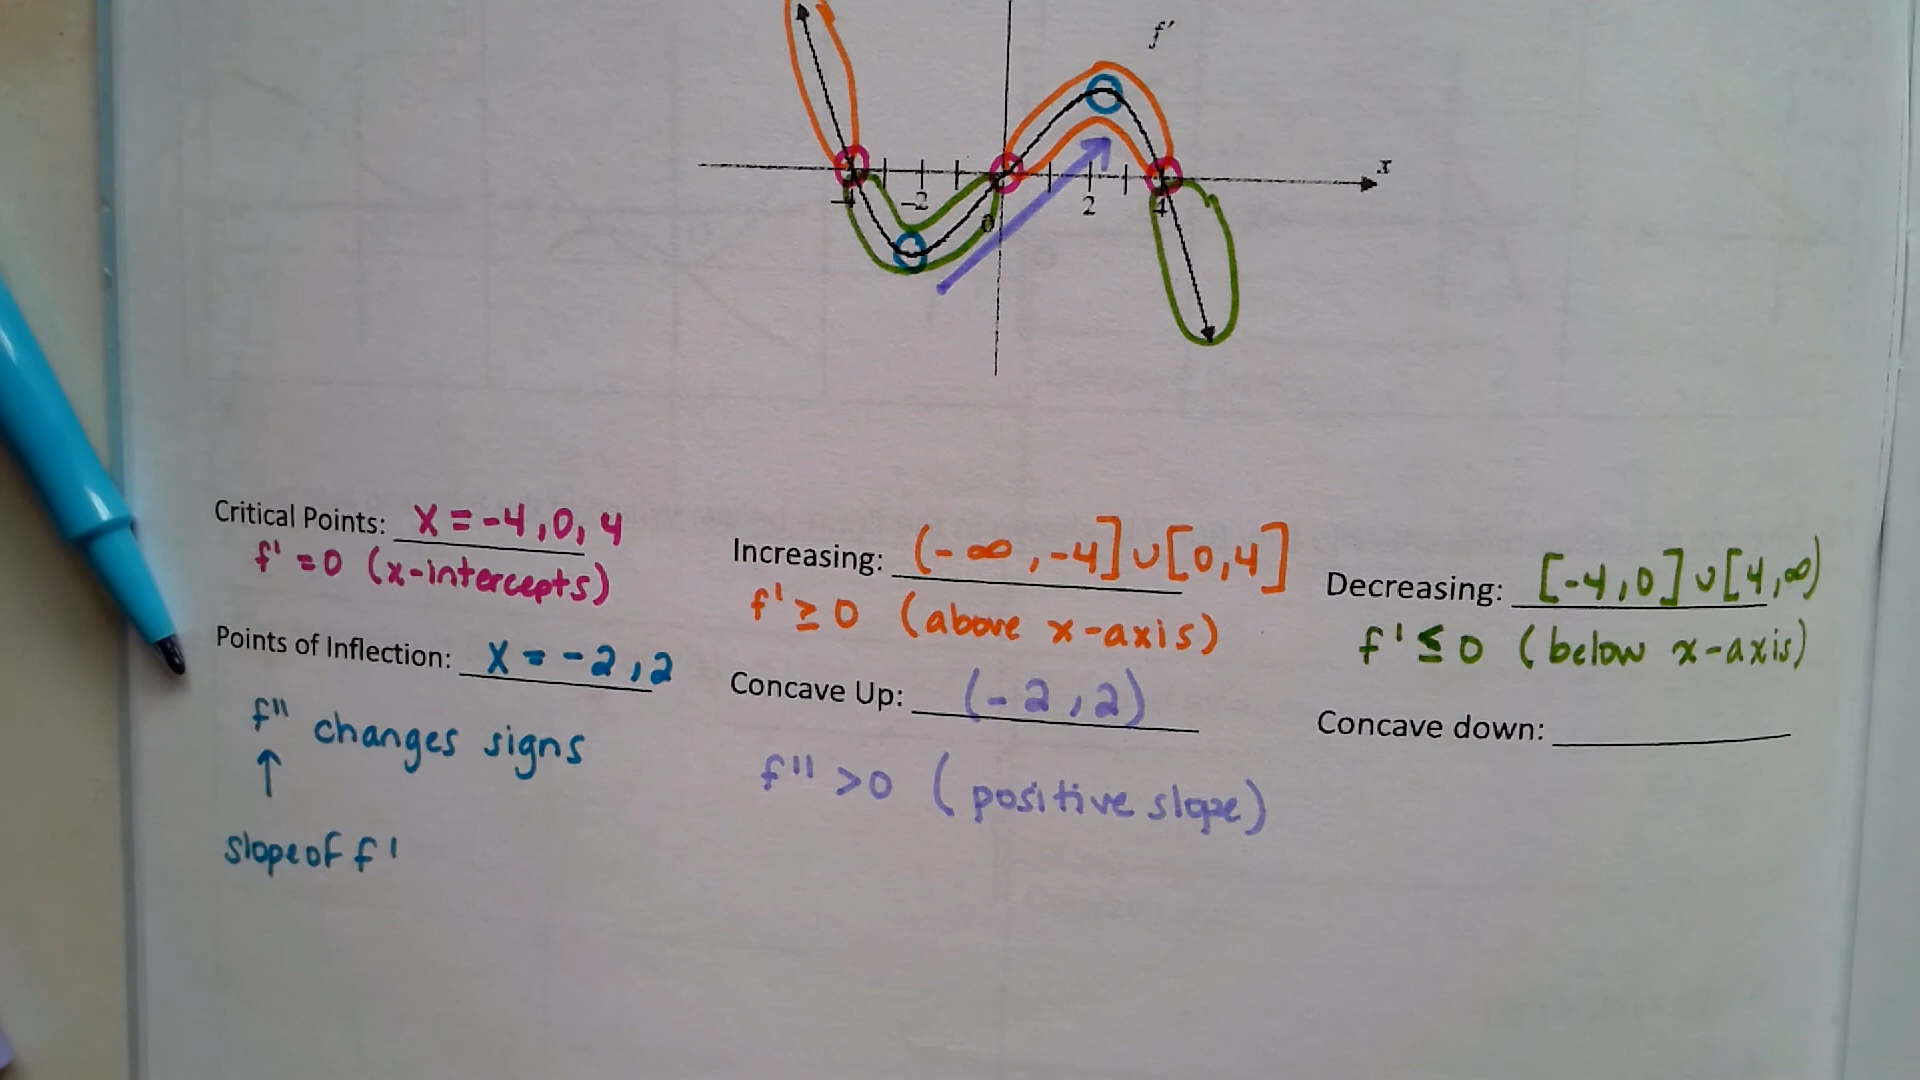 f'
x
-4 -2 0 2 4
Critical Points: x = -4, 0, 4
f' = 0 (x-intercepts)
Points of Inflection: x = -2, 2
f'' changes signs
↑
slope of f'
Increasing: (-∞, -4] ∪ [0, 4]
f' ≥ 0 (above x-axis)
Concave Up: (-2, 2)
f'' > 0 (positive slope)
Decreasing: [-4, 0] ∪ [4, ∞)
f' ≤ 0 (below x-axis)
Concave down: